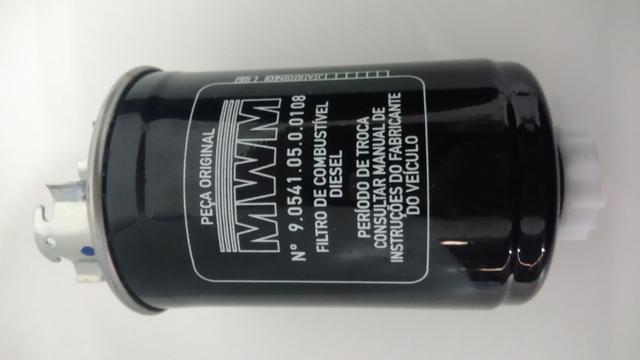 PEÇA ORIGINAL
MWM
Nº 9.0541.05.0.0108
FILTRO DE COMBUSTÍVEL
DIESEL
PERÍODO DE TROCA
CONSULTAR MANUAL DE
INSTRUÇÕES DO FABRICANTE
DO VEÍCULO